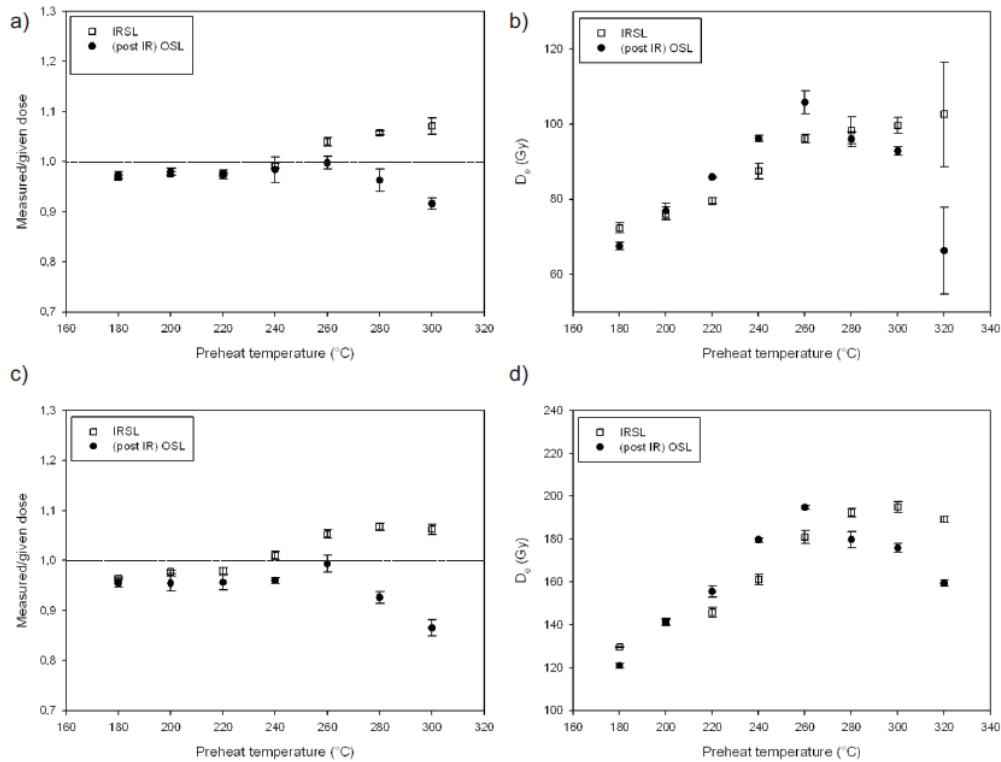 a)
IRSL
(post IR) OSL
Measured/given dose
1,3
1,2
1,1
1,0
0,9
0,8
0,7
160 180 200 220 240 260 280 300 320
Preheat temperature (°C)
b)
IRSL
(post IR) OSL
Dₑ (Gy)
120
100
80
60
160 180 200 220 240 260 280 300 320 340
Preheat temperature (°C)
c)
IRSL
(post IR) OSL
Measured/given dose
1,3
1,2
1,1
1,0
0,9
0,8
0,7
160 180 200 220 240 260 280 300 320
Preheat temperature (°C)
d)
IRSL
(post IR) OSL
Dₑ (Gy)
240
220
200
180
160
140
120
100
160 180 200 220 240 260 280 300 320 340
Preheat temperature (°C)